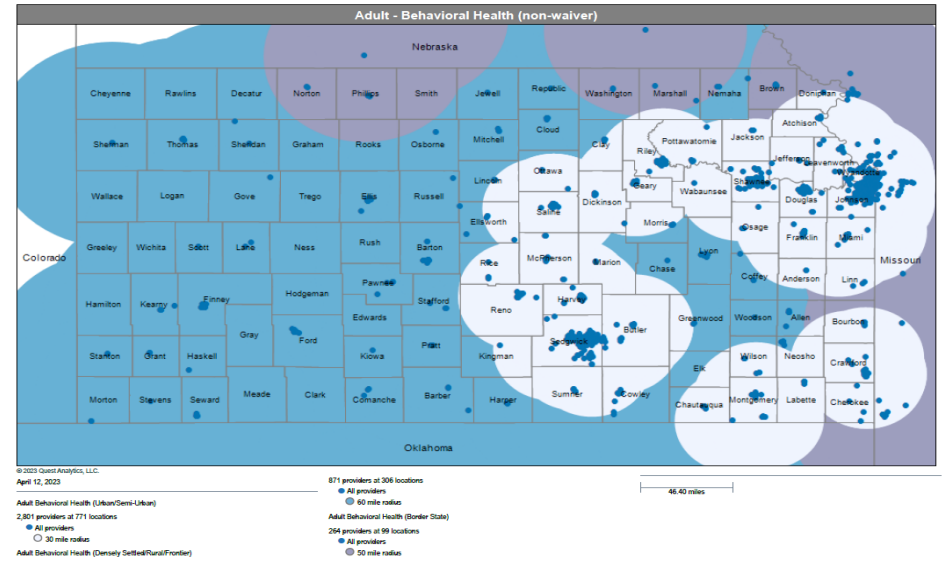 Adult - Behavioral Health (non-waiver)
Nebraska
Cheyenne Rawlins Decatur Norton Phillips Smith Jewell Republic Washington Marshall Nemaha Brown Doniphan
Atchison
Sherman Thomas Sheridan Graham Rooks Osborne Mitchell Cloud Clay Riley Pottawatomie Jackson
Jefferson Leavenworth
Wyandotte
Wallace Logan Gove Trego Ellis Russell Lincoln Ottawa Geary Wabaunsee Shawnee
Dickinson Douglas Johnson
Saline
Ellsworth Morris Osage
Greeley Wichita Scott Lane Ness Rush Barton Franklin Miami
Colorado Rice McPherson Marion Chase Lyon Missouri
Coffey Anderson Linn
Pawnee
Hamilton Kearny Finney Hodgeman Stafford Reno Harvey
Edwards
Gray Ford Sedgwick Butler Greenwood Woodson Allen Bourbon
Stanton Grant Haskell Kiowa Pratt Kingman Wilson Neosho Crawford
Elk
Morton Stevens Seward Meade Clark Comanche Barber Harper Sumner Cowley Chautauqua Montgomery Labette Cherokee
Oklahoma
© 2023 Quest Analytics, LLC.
April 12, 2023
Adult Behavioral Health (Urban/Semi-Urban)
2,801 providers at 771 locations
All providers
30 mile radius
Adult Behavioral Health (Densely Settled/Rural/Frontier)
871 providers at 306 locations
All providers
60 mile radius
Adult Behavioral Health (Border State)
264 providers at 99 locations
All providers
50 mile radius
46.40 miles